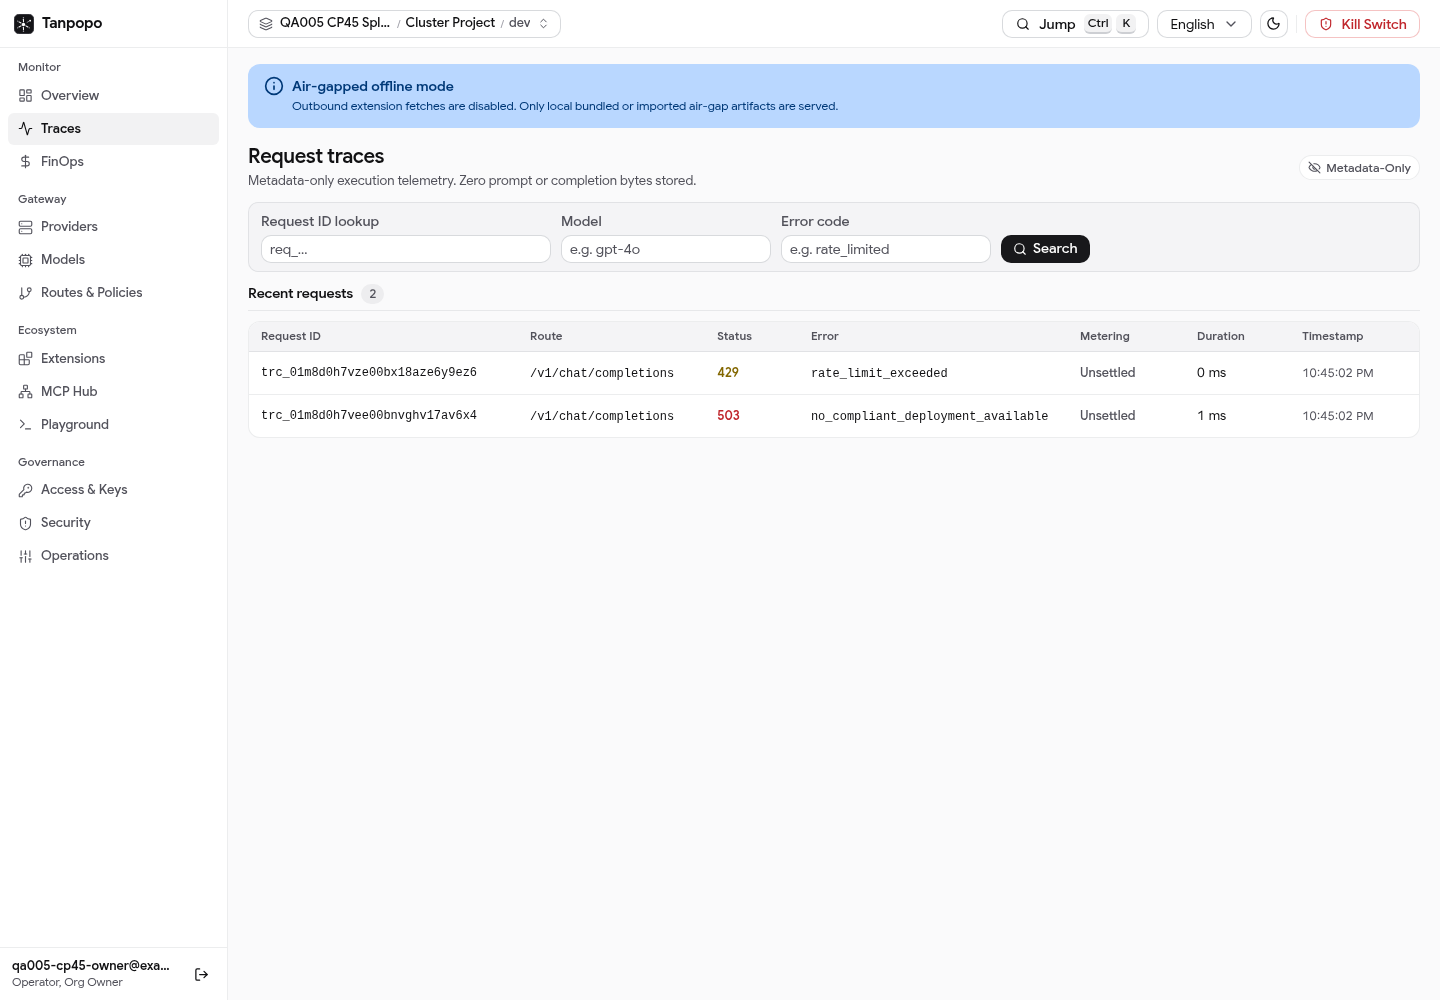 Tanpopo
QA005 CP45 Spl... / Cluster Project / dev
Jump Ctrl K
English
Kill Switch
Monitor
Overview
Traces
FinOps
Gateway
Providers
Models
Routes & Policies
Ecosystem
Extensions
MCP Hub
Playground
Governance
Access & Keys
Security
Operations
qa005-cp45-owner@exa...
Operator, Org Owner
Air-gapped offline mode
Outbound extension fetches are disabled. Only local bundled or imported air-gap artifacts are served.
Request traces
Metadata-only execution telemetry. Zero prompt or completion bytes stored.
Metadata-Only
Request ID lookup Model Error code
req_... e.g. gpt-4o e.g. rate_limited Search
Recent requests 2
Request ID Route Status Error Metering Duration Timestamp
trc_01m8d0h7vze00bx18aze6y9ez6 /v1/chat/completions 429 rate_limit_exceeded Unsettled 0 ms 10:45:02 PM
trc_01m8d0h7vee00bnvghv17av6x4 /v1/chat/completions 503 no_compliant_deployment_available Unsettled 1 ms 10:45:02 PM